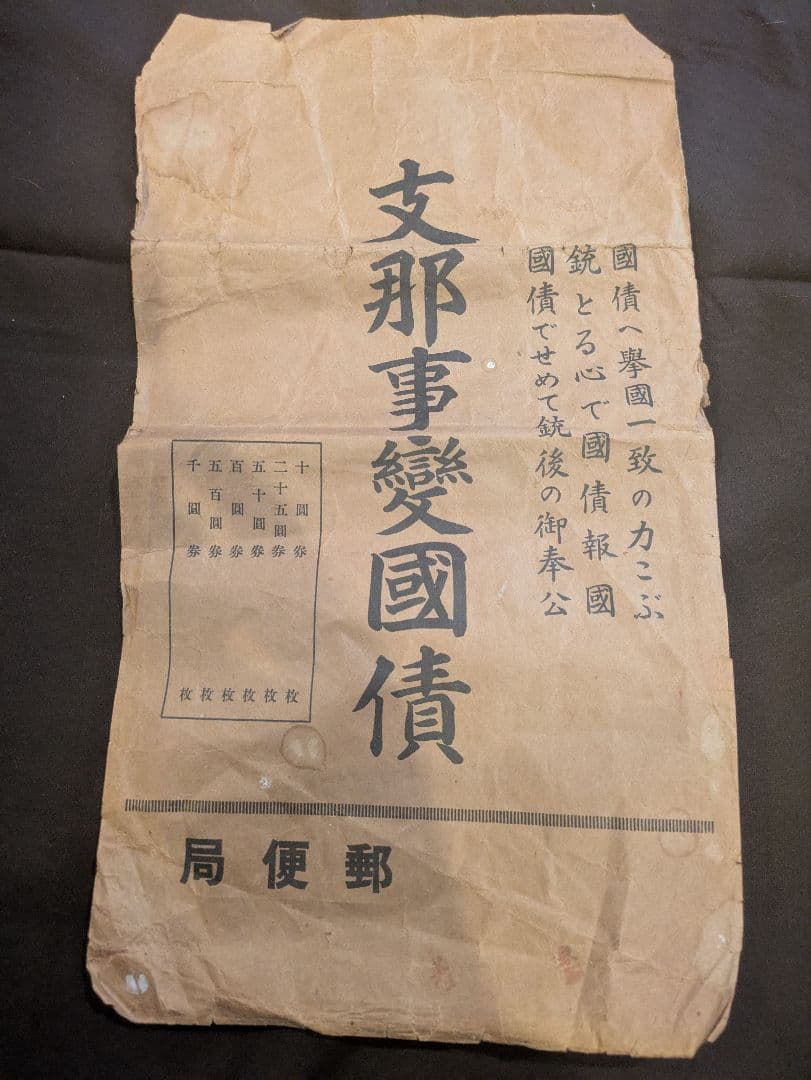 國債へ擧國一致の力こぶ
銃とる心で國債報國
國債でせめて銃後の御奉公
支那事變國債
十圓券 枚
二十五圓券 枚
五十圓券 枚
百圓券 枚
五百圓券 枚
千圓券 枚
郵便局